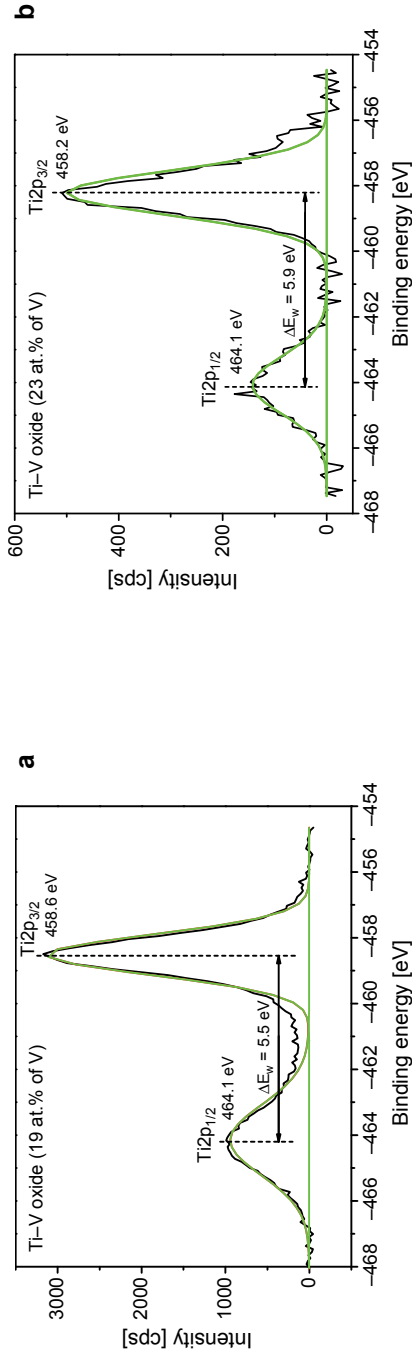 a
Ti–V oxide (19 at.% of V)
Ti2p3/2
458.6 eV
Ti2p1/2
464.1 eV
ΔEw = 5.5 eV
3000
2000
1000
0
Intensity [cps]
–468 –466 –464 –462 –460 –458 –456 –454
Binding energy [eV]
b
Ti–V oxide (23 at.% of V)
Ti2p3/2
458.2 eV
Ti2p1/2
464.1 eV
ΔEw = 5.9 eV
600
400
200
0
Intensity [cps]
–468 –466 –464 –462 –460 –458 –456 –454
Binding energy [eV]